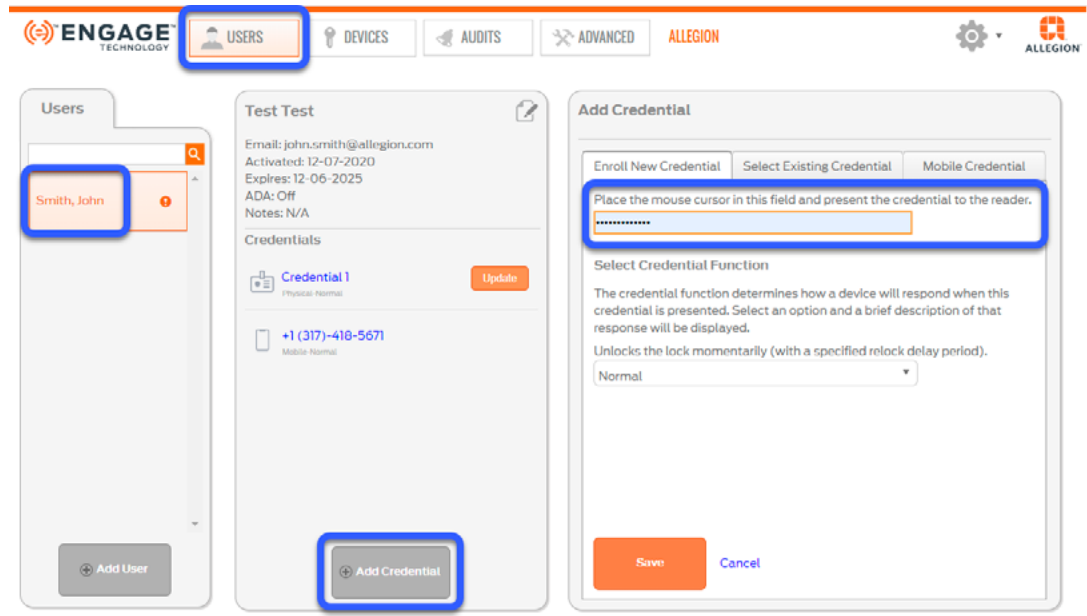 ENGAGE™
TECHNOLOGY
USERS
DEVICES
AUDITS
ADVANCED
ALLEGION
ALLEGION
Users
Smith, John
Add User
Test Test
Email: john.smith@allegion.com
Activated: 12-07-2020
Expires: 12-06-2025
ADA: Off
Notes: N/A
Credentials
Credential 1
Physical-Normal
Update
+1 (317)-418-5671
Mobile-Normal
Add Credential
Add Credential
Enroll New Credential
Select Existing Credential
Mobile Credential
Place the mouse cursor in this field and present the credential to the reader.
•••••••••••••
Select Credential Function
The credential function determines how a device will respond when this
credential is presented. Select an option and a brief description of that
response will be displayed.
Unlocks the lock momentarily (with a specified relock delay period).
Normal
Save
Cancel